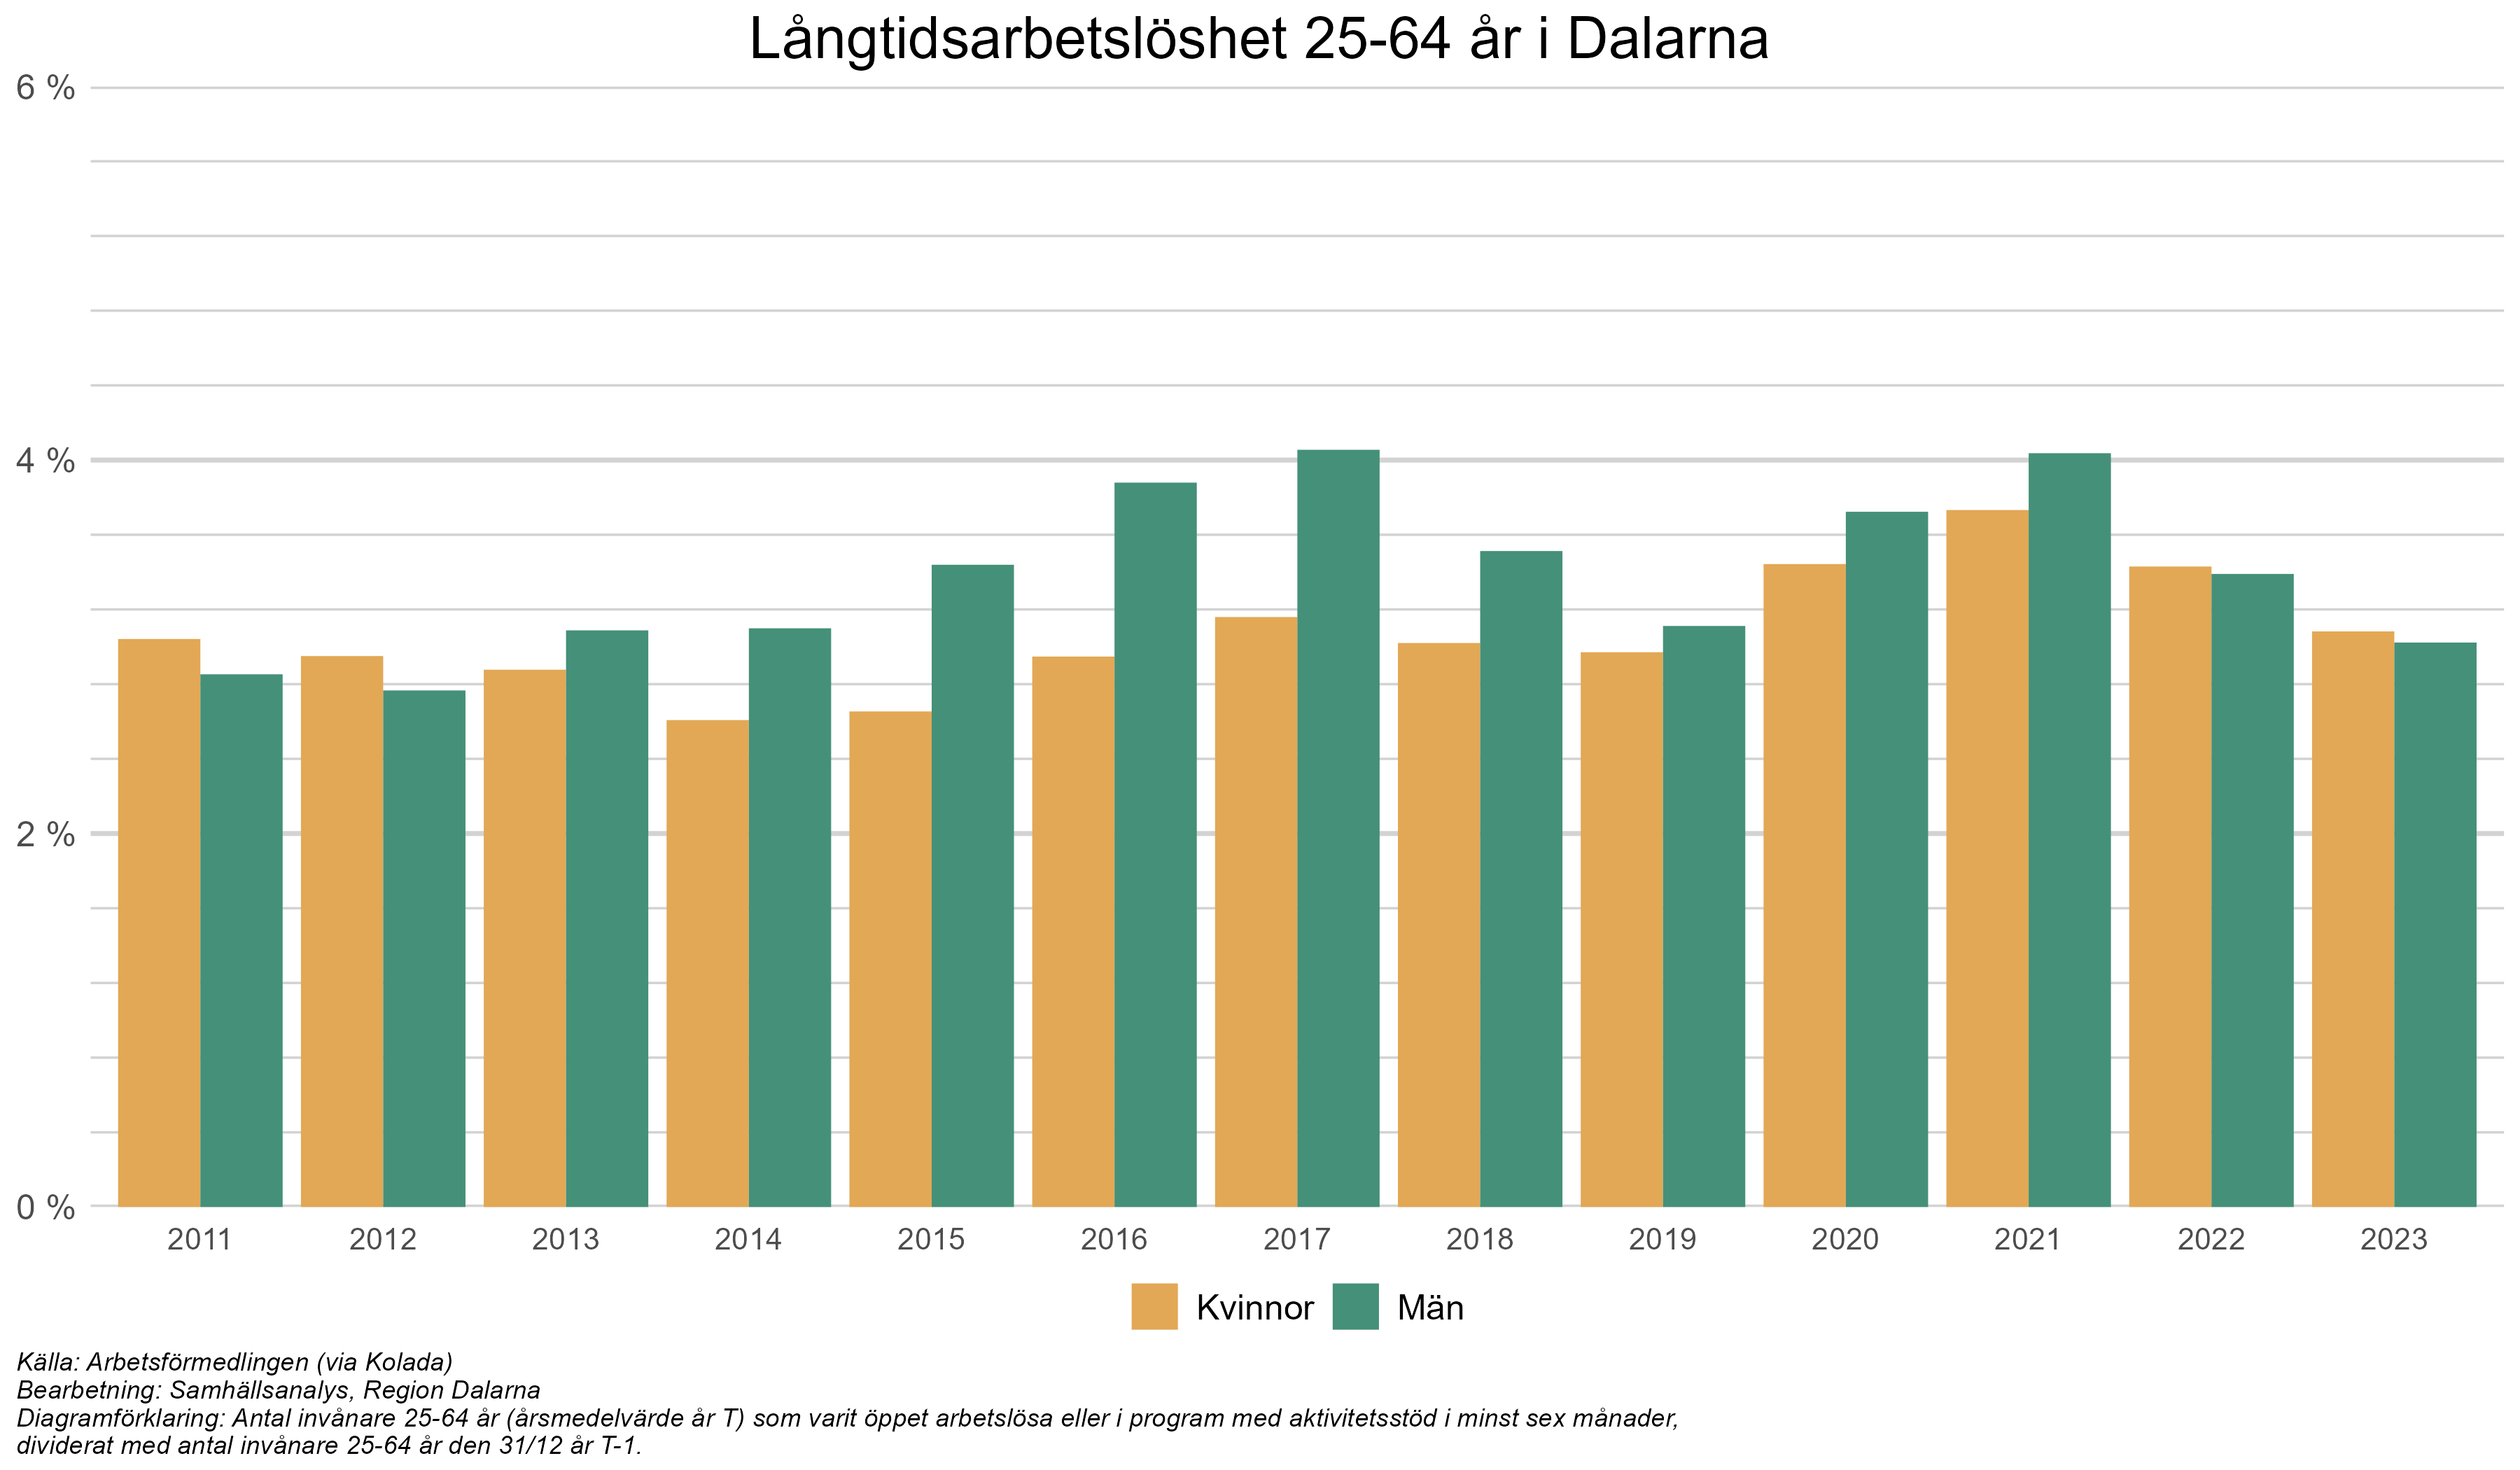 Långtidsarbetslöshet 25-64 år i Dalarna
6 %
4 %
2 %
0 %
2011 2012 2013 2014 2015 2016 2017 2018 2019 2020 2021 2022 2023
Kvinnor Män
Källa: Arbetsförmedlingen (via Kolada)
Bearbetning: Samhällsanalys, Region Dalarna
Diagramförklaring: Antal invånare 25-64 år (årsmedelvärde år T) som varit öppet arbetslösa eller i program med aktivitetsstöd i minst sex månader,
dividerat med antal invånare 25-64 år den 31/12 år T-1.